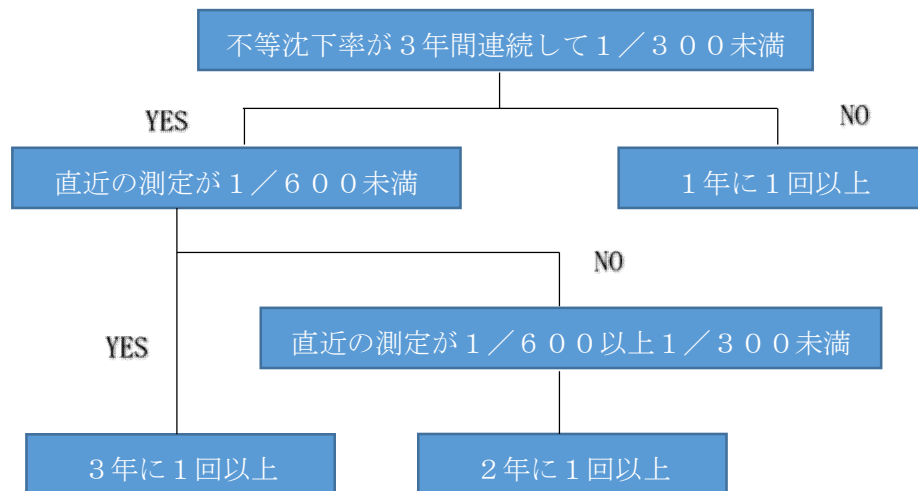 不等沈下率が３年間連続して１／３００未満
YES
NO
直近の測定が１／６００未満
１年に１回以上
NO
YES
直近の測定が１／６００以上１／３００未満
３年に１回以上
２年に１回以上